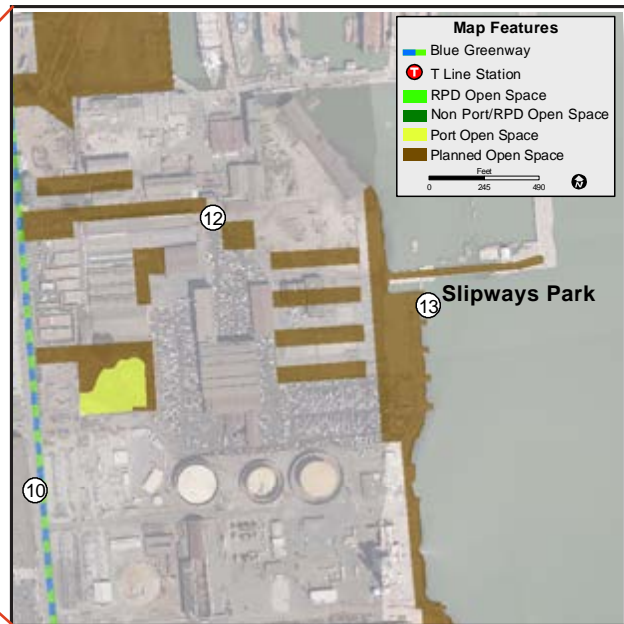 Map Features
Blue Greenway
T T Line Station
RPD Open Space
Non Port/RPD Open Space
Port Open Space
Planned Open Space
Feet
0 245 490 N
12
13 Slipways Park
10